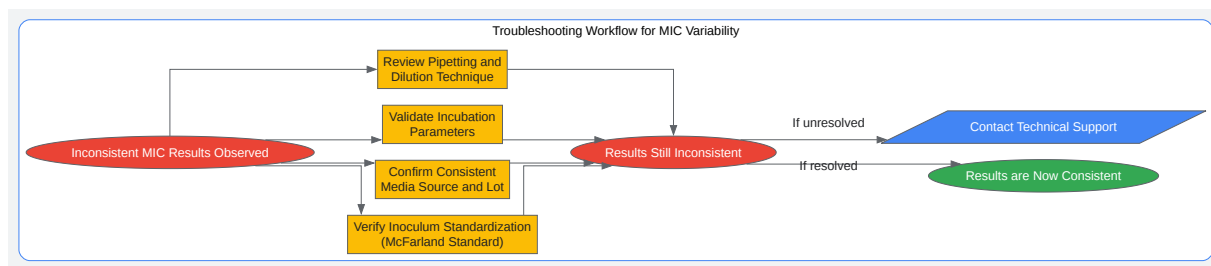 Troubleshooting Workflow for MIC Variability
Review Pipetting and
Dilution Technique
Validate Incubation
Parameters
If unresolved
Contact Technical Support
Inconsistent MIC Results Observed
Results Still Inconsistent
If resolved
Results are Now Consistent
Confirm Consistent
Media Source and Lot
Verify Inoculum Standardization
(McFarland Standard)